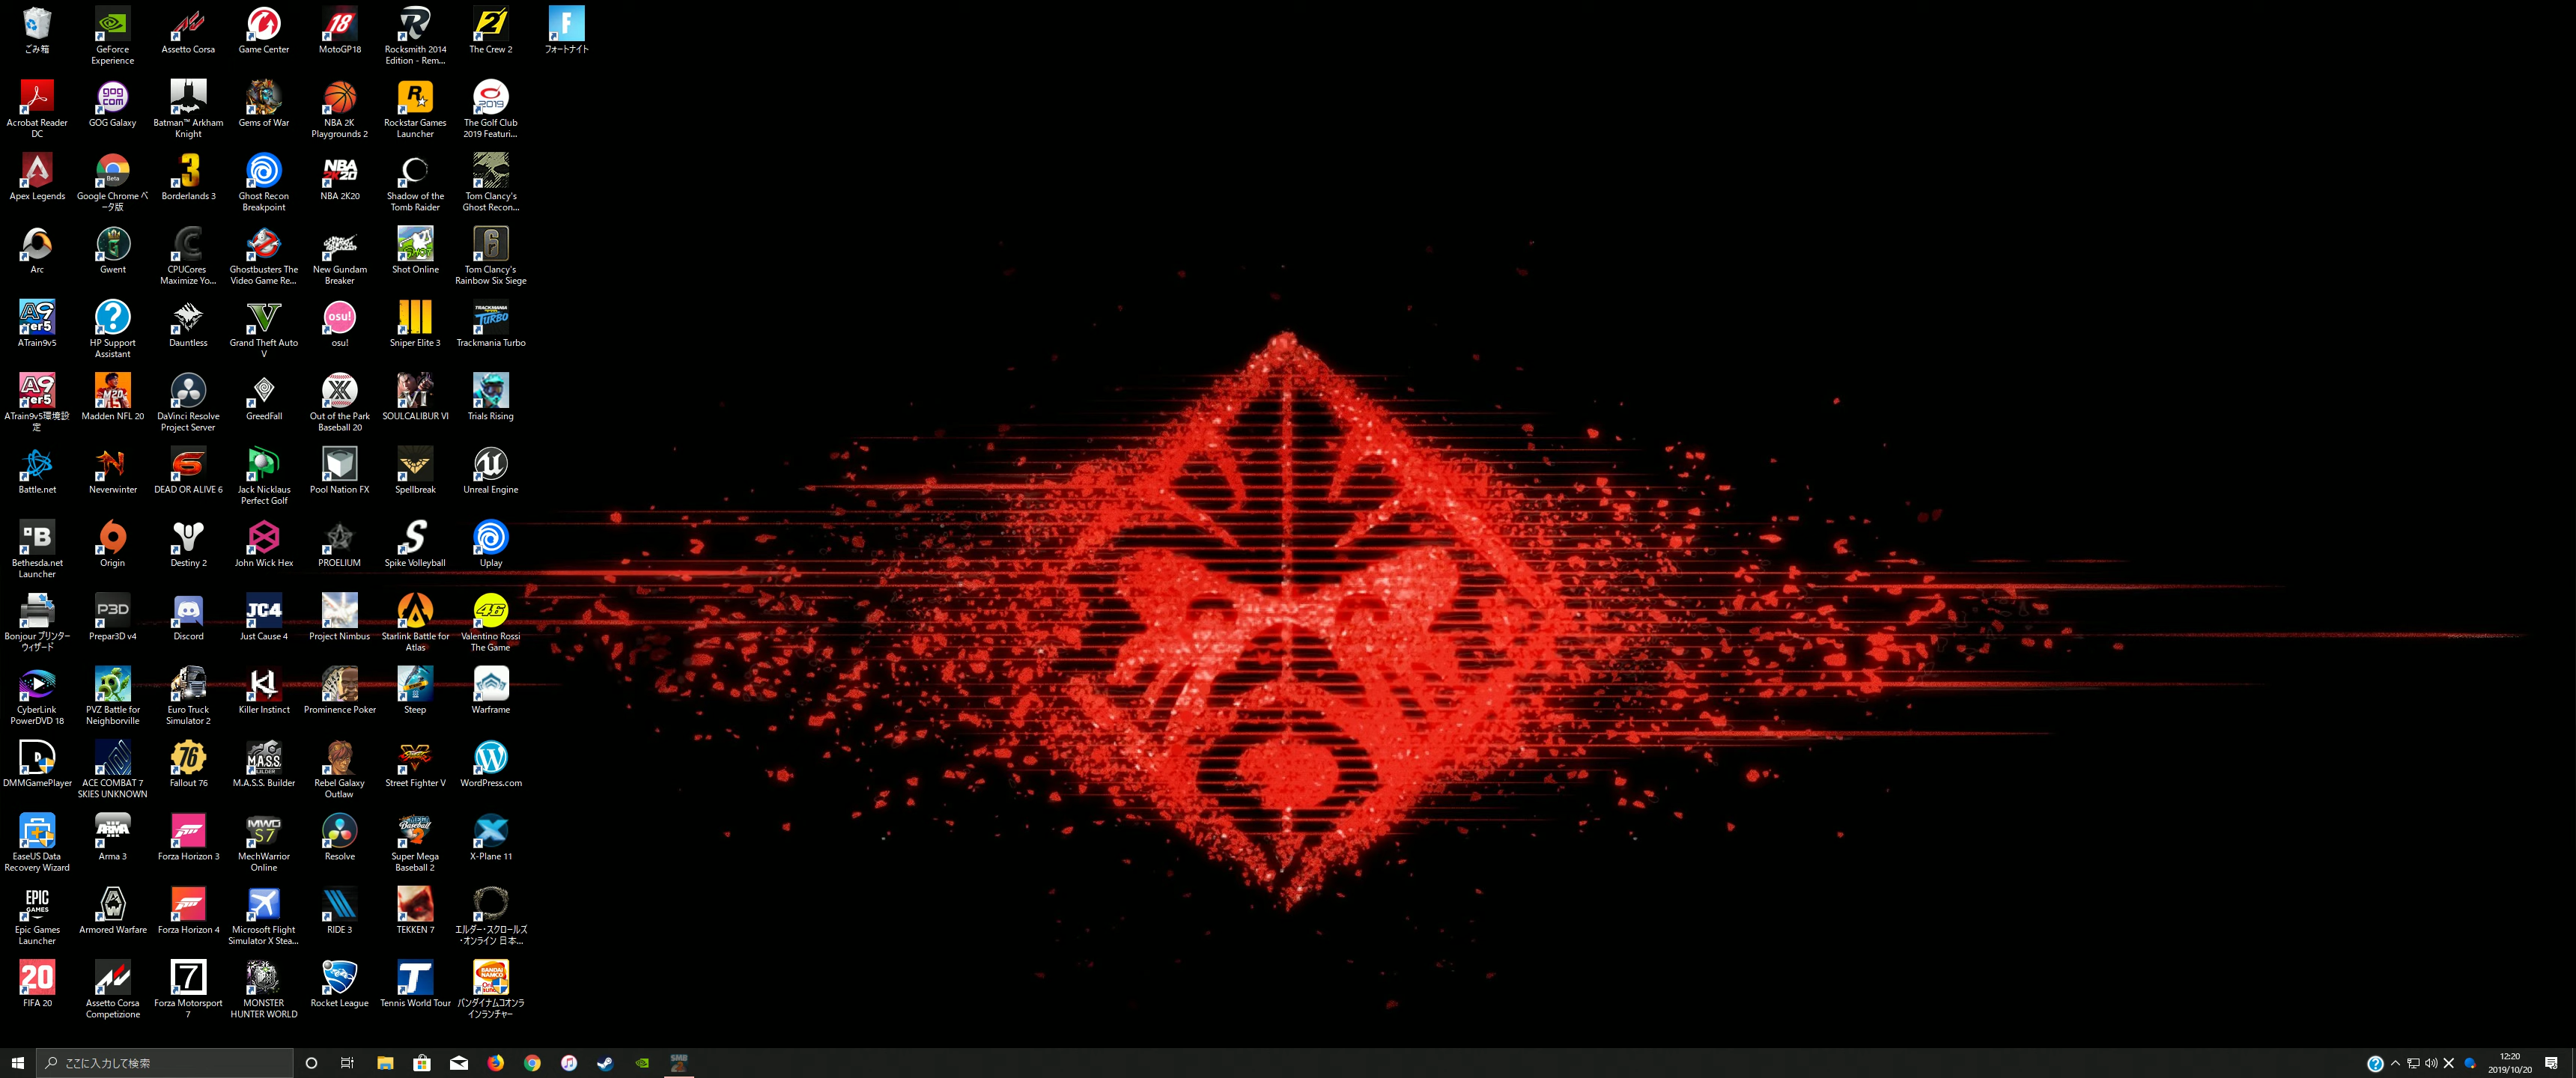 ごみ箱
GeForce
Experience
Assetto Corsa
Game Center
MotoGP18
Rocksmith 2014
Edition - Rem...
The Crew 2
フォートナイト
Acrobat Reader
DC
GOG Galaxy
Batman™ Arkham
Knight
Gems of War
NBA 2K
Playgrounds 2
Rockstar Games
Launcher
The Golf Club
2019 Featuri...
Apex Legends
Google Chrome ベ
ータ版
Borderlands 3
Ghost Recon
Breakpoint
NBA 2K20
Shadow of the
Tomb Raider
Tom Clancy's
Ghost Recon...
Arc
Gwent
CPUCores
Maximize Yo...
Ghostbusters The
Video Game Re...
New Gundam
Breaker
Shot Online
Tom Clancy's
Rainbow Six Siege
ATrain9v5
HP Support
Assistant
Dauntless
Grand Theft Auto
V
osu!
Sniper Elite 3
Trackmania Turbo
ATrain9v5環境設
定
Madden NFL 20
DaVinci Resolve
Project Server
GreedFall
Out of the Park
Baseball 20
SOULCALIBUR VI
Trials Rising
Battle.net
Neverwinter
DEAD OR ALIVE 6
Jack Nicklaus
Perfect Golf
Pool Nation FX
Spellbreak
Unreal Engine
Bethesda.net
Launcher
Origin
Destiny 2
John Wick Hex
PROELIUM
Spike Volleyball
Uplay
Bonjour プリンター
ウィザード
Prepar3D v4
Discord
Just Cause 4
Project Nimbus
Starlink Battle for
Atlas
Valentino Rossi
The Game
CyberLink
PowerDVD 18
PVZ Battle for
Neighborville
Euro Truck
Simulator 2
Killer Instinct
Prominence Poker
Steep
Warframe
DMMGamePlayer
ACE COMBAT 7
SKIES UNKNOWN
Fallout 76
M.A.S.S. Builder
Rebel Galaxy
Outlaw
Street Fighter V
WordPress.com
EaseUS Data
Recovery Wizard
Arma 3
Forza Horizon 3
MechWarrior
Online
Resolve
Super Mega
Baseball 2
X-Plane 11
Epic Games
Launcher
Armored Warfare
Forza Horizon 4
Microsoft Flight
Simulator X Stea...
RIDE 3
TEKKEN 7
エルダー・スクロールズ
・オンライン 日本...
FIFA 20
Assetto Corsa
Competizione
Forza Motorsport
7
MONSTER
HUNTER WORLD
Rocket League
Tennis World Tour
バンダイナムコオンラ
インランチャー
ここに入力して検索
12:20
2019/10/20